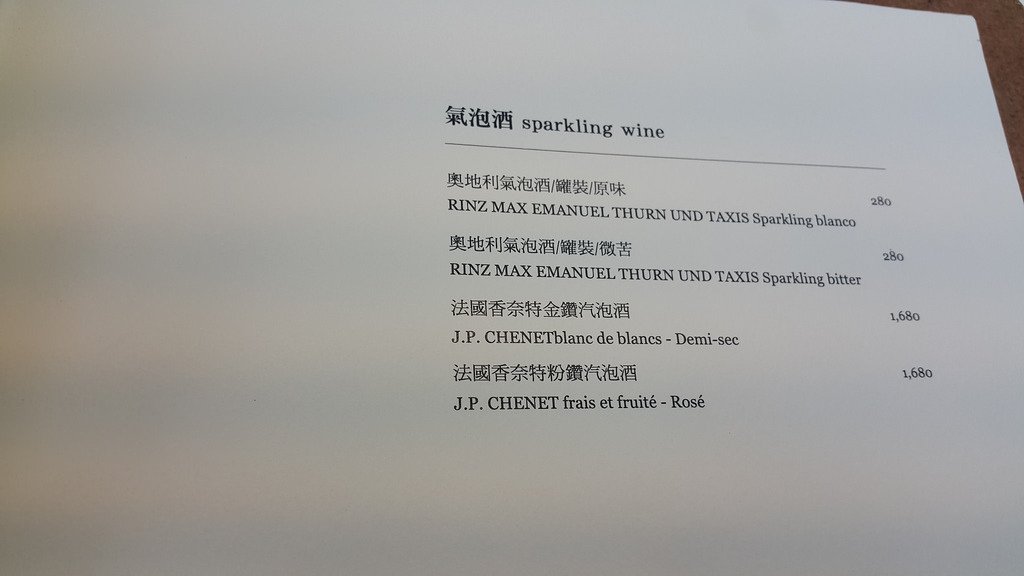 氣泡酒 sparkling wine
奧地利氣泡酒/罐裝/原味 280
RINZ MAX EMANUEL THURN UND TAXIS Sparkling blanco
奧地利氣泡酒/罐裝/微苦 280
RINZ MAX EMANUEL THURN UND TAXIS Sparkling bitter
法國香奈特金鑽汽泡酒 1,680
J.P. CHENETblanc de blancs - Demi-sec
法國香奈特粉鑽汽泡酒 1,680
J.P. CHENET frais et fruité - Rosé